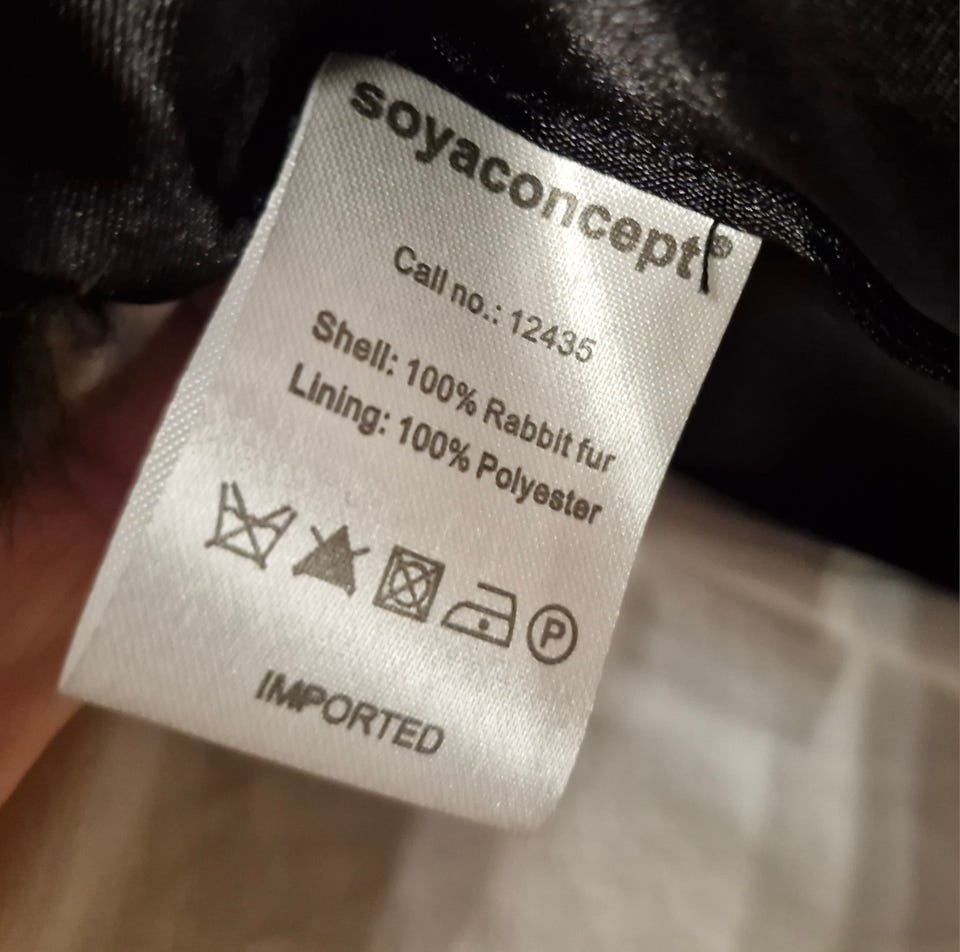 soyaconcept®
Call no.: 12435
Shell: 100% Rabbit fur
Lining: 100% Polyester
P
IMPORTED